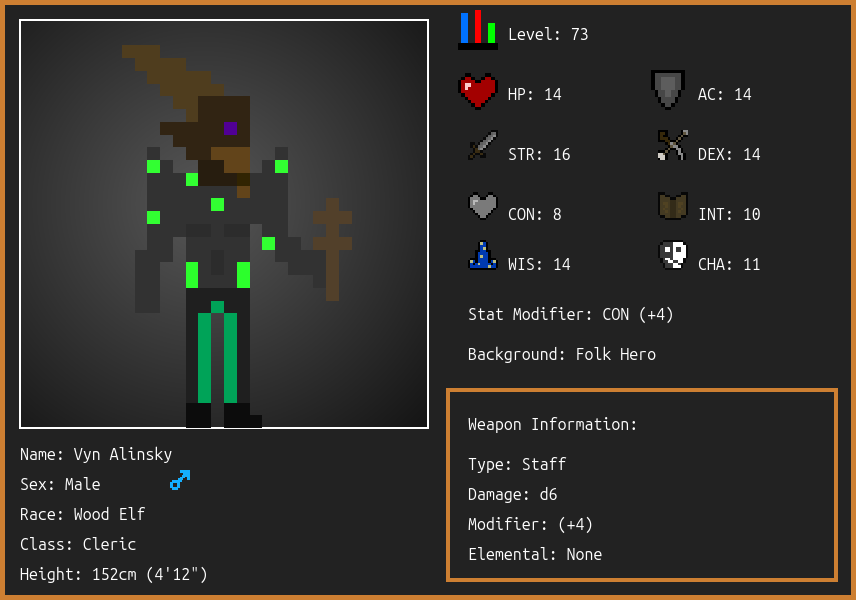 Level: 73
HP: 14
AC: 14
STR: 16
DEX: 14
CON: 8
INT: 10
WIS: 14
CHA: 11
Stat Modifier: CON (+4)
Background: Folk Hero
Weapon Information:
Type: Staff
Damage: d6
Modifier: (+4)
Elemental: None
Name: Vyn Alinsky
Sex: Male
Race: Wood Elf
Class: Cleric
Height: 152cm (4'12")